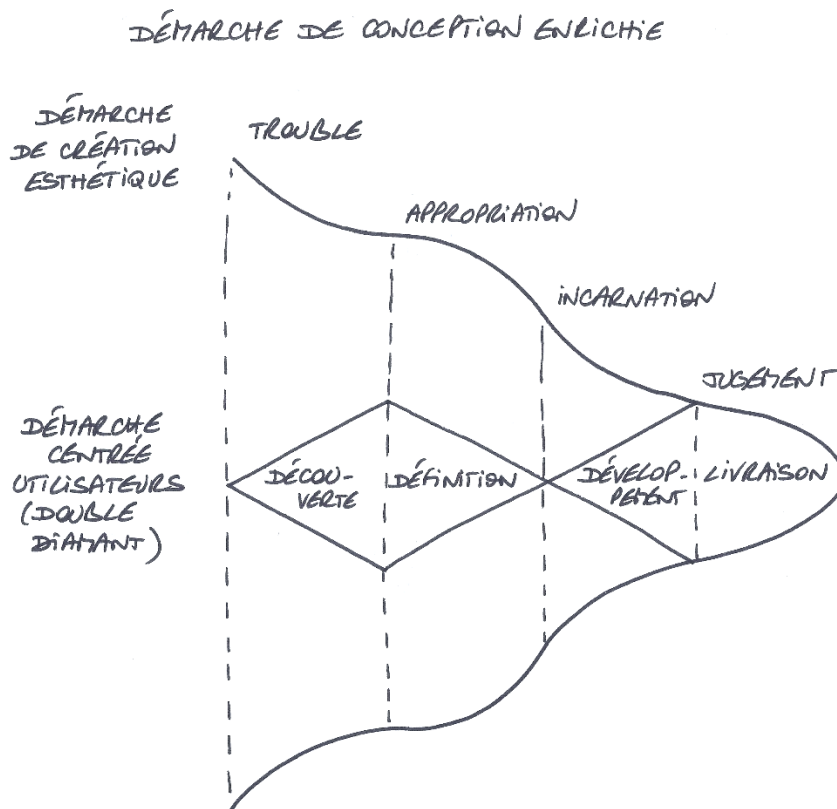 DÉMARCHE DE CONCEPTION ENRICHIE
DÉMARCHE
DE CRÉATION
ESTHÉTIQUE
TROUBLE
APPROPRIATION
INCARNATION
JUGEMENT
DÉMARCHE
CENTRÉE
UTILISATEURS
(DOUBLE
DIAMANT)
DÉCOU-
VERTE
DÉFINITION
DÉVELOP-
PEMENT
LIVRAISON